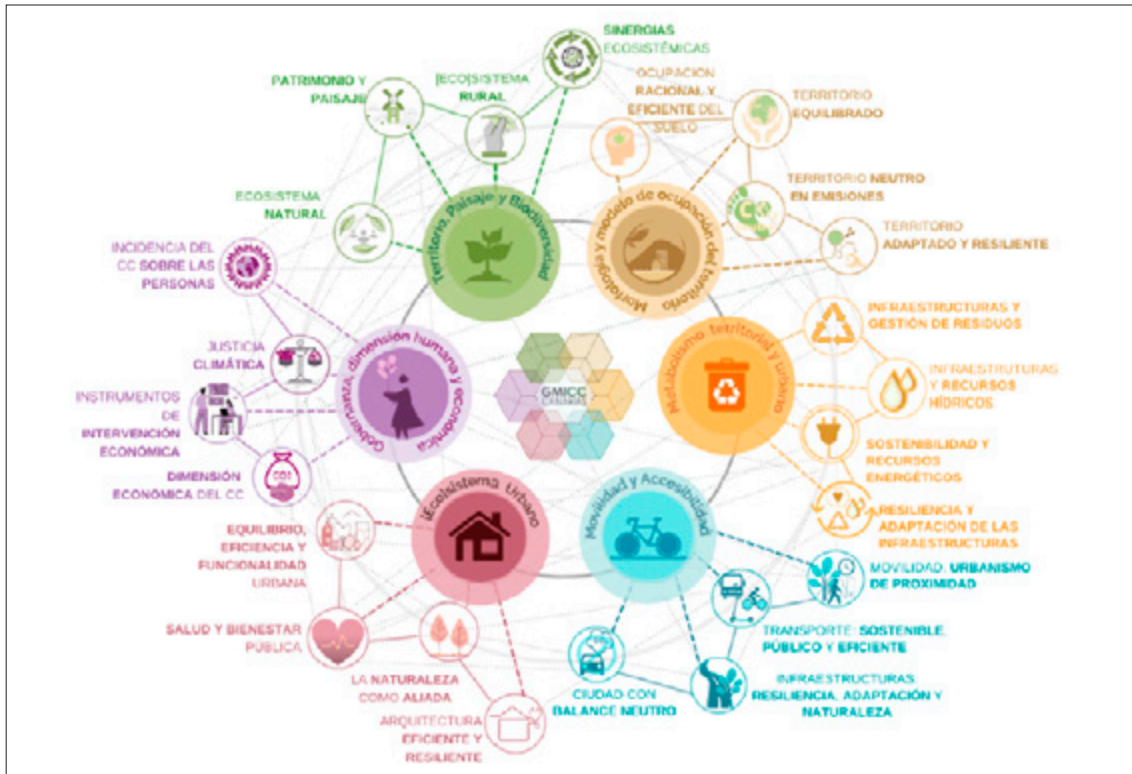 SINERGIAS
ECOSISTÉMICAS
PATRIMONIO Y
PAISAJE
[ECO]SISTEMA
RURAL
ECOSISTEMA
NATURAL
Territorio, Paisaje y Biodiversidad
OCUPACION
RACIONAL Y
EFICIENTE DEL
SUELO
TERRITORIO
EQUILIBRADO
TERRITORIO NEUTRO
EN EMISIONES
TERRITORIO
ADAPTADO Y RESILIENTE
Morfología y modelo de ocupación del territorio
INCIDENCIA DEL
CC SOBRE LAS
PERSONAS
JUSTICIA
CLIMÁTICA
INSTRUMENTOS
DE
INTERVENCIÓN
ECONÓMICA
DIMENSIÓN
ECONÓMICA DEL CC
CO2
Gobernanza, dimensión humana y económica
GMICC
CANARIAS
Metabolismo territorial y urbano
INFRAESTRUCTURAS Y
GESTIÓN DE RESIDUOS
INFRAESTRUTURAS
Y RECURSOS
HÍDRICOS
SOSTENIBILIDAD Y
RECURSOS
ENERGÉTICOS
RESILIENCIA Y
ADAPTACIÓN DE LAS
INFRAESTRUCTURAS
[Eco]sistema Urbano
EQUILIBRIO,
EFICIENCIA Y
FUNCIONALIDAD
URBANA
SALUD Y BIENESTAR
PÚBLICA
LA NATURALEZA
COMO ALIADA
ARQUITECTURA
EFICIENTE Y
RESILIENTE
Movilidad y Accesibilidad
MOVILIDAD: URBANISMO
DE PROXIMIDAD
TRANSPORTE: SOSTENIBLE,
PÚBLICO Y EFICIENTE
INFRAESTRUCTURAS:
RESILIENCIA, ADAPTACIÓN Y
NATURALEZA
CIUDAD CON
BALANCE NEUTRO